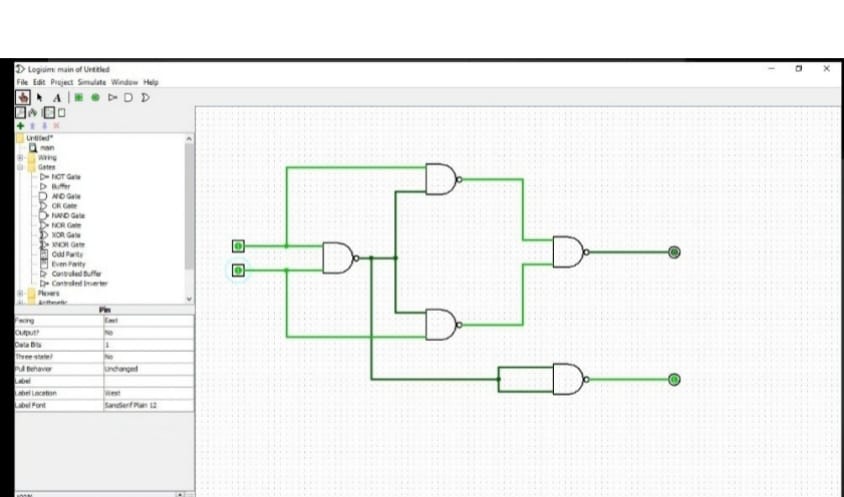 Logisim: main of Untitled
File Edit Project Simulate Window Help
A
Untitled*
main
Wiring
Gates
NOT Gate
Buffer
AND Gate
OR Gate
NAND Gate
NOR Gate
XOR Gate
XNOR Gate
Odd Parity
Even Parity
Controlled Buffer
Controlled Inverter
Plexers
Arithmetic
Pin
Facing East
Output? No
Data Bits 1
Three-state? No
Pull Behavior Unchanged
Label
Label Location West
Label Font SansSerif Plain 12
100%